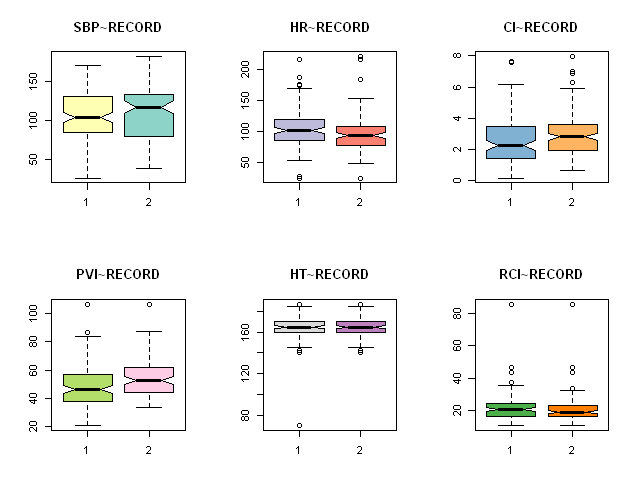 SBP~RECORD HR~RECORD CI~RECORD
50 100 150 1 2
50 100 150 200 1 2
0 2 4 6 8 1 2
PVI~RECORD HT~RECORD RCI~RECORD
20 40 60 80 100 1 2
80 120 160 1 2
20 40 60 80 1 2